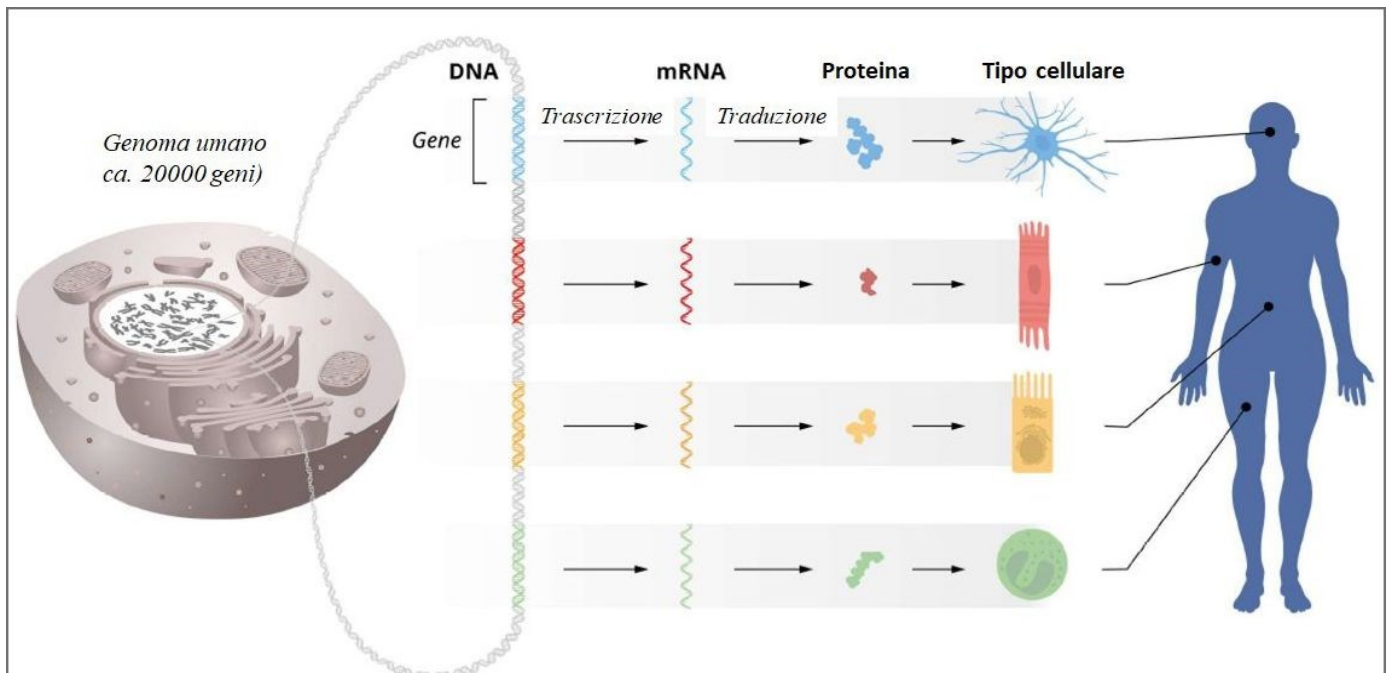 DNA
mRNA
Proteina
Tipo cellulare
Gene
Trascrizione
Traduzione
Genoma umano
ca. 20000 geni)